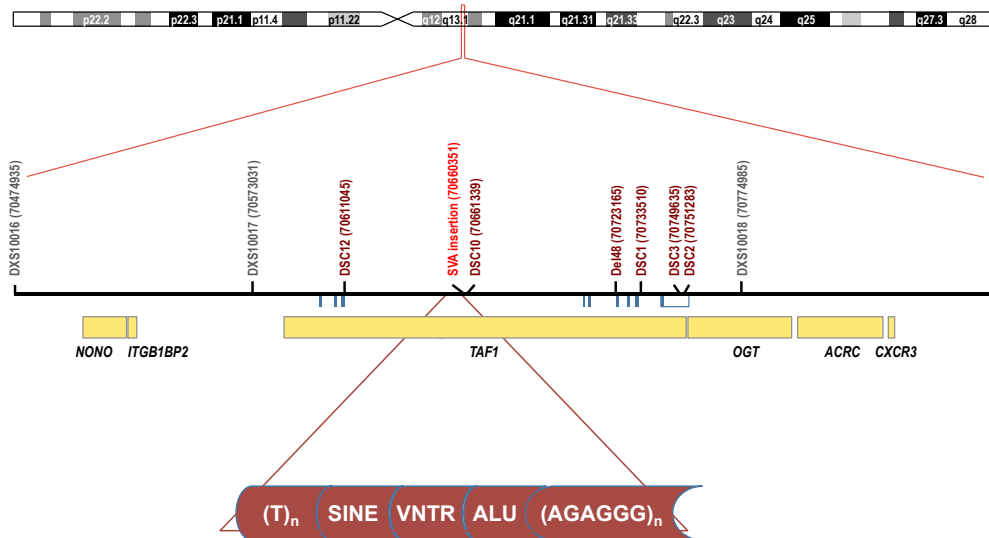 p22.2 p22.3 p21.1 p11.4 p11.22 q12 q13.1 q21.1 q21.31 q21.33 q22.3 q23 q24 q25 q27.3 q28
DXS10016 (70474935)
DXS10017 (70573031)
DSC12 (70611045)
SVA insertion (70660351)
DSC10 (70661339)
Del48 (70723165)
DSC1 (70733510)
DSC3 (70749635)
DSC2 (70751283)
DXS10018 (70774985)
NONO ITGB1BP2 TAF1 OGT ACRC CXCR3
(T)n SINE VNTR ALU (AGAGGG)n